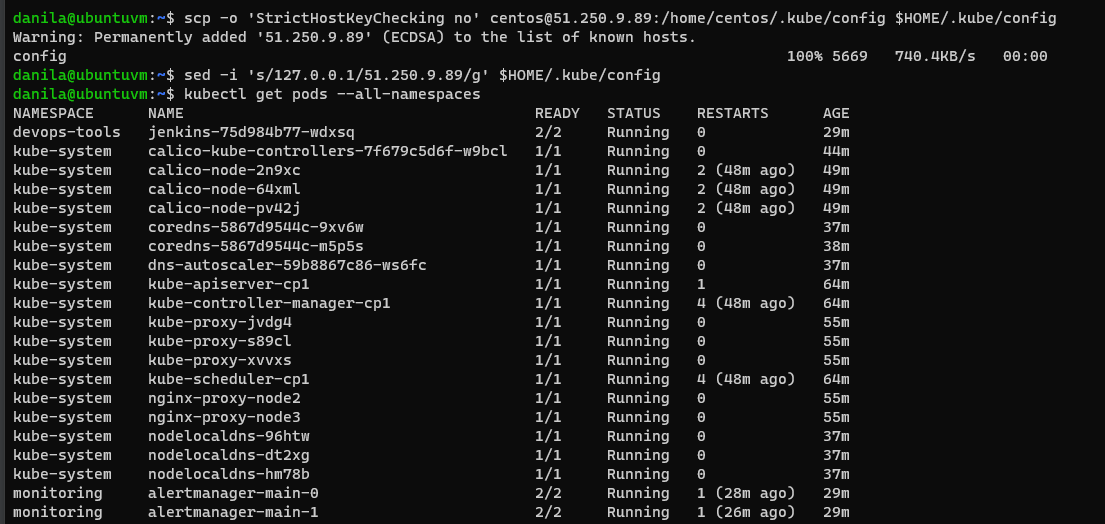 danila@ubuntuvm:~$ scp -o 'StrictHostKeyChecking no' centos@51.250.9.89:/home/centos/.kube/config $HOME/.kube/config
Warning: Permanently added '51.250.9.89' (ECDSA) to the list of known hosts.
config 100% 5669 740.4KB/s 00:00
danila@ubuntuvm:~$ sed -i 's/127.0.0.1/51.250.9.89/g' $HOME/.kube/config
danila@ubuntuvm:~$ kubectl get pods --all-namespaces
NAMESPACE NAME READY STATUS RESTARTS AGE
devops-tools jenkins-75d984b77-wdxsq 2/2 Running 0 29m
kube-system calico-kube-controllers-7f679c5d6f-w9bcl 1/1 Running 0 44m
kube-system calico-node-2n9xc 1/1 Running 2 (48m ago) 49m
kube-system calico-node-64xml 1/1 Running 2 (48m ago) 49m
kube-system calico-node-pv42j 1/1 Running 2 (48m ago) 49m
kube-system coredns-5867d9544c-9xv6w 1/1 Running 0 37m
kube-system coredns-5867d9544c-m5p5s 1/1 Running 0 38m
kube-system dns-autoscaler-59b8867c86-ws6fc 1/1 Running 0 37m
kube-system kube-apiserver-cp1 1/1 Running 1 64m
kube-system kube-controller-manager-cp1 1/1 Running 4 (48m ago) 64m
kube-system kube-proxy-jvdg4 1/1 Running 0 55m
kube-system kube-proxy-s89cl 1/1 Running 0 55m
kube-system kube-proxy-xvvxs 1/1 Running 0 55m
kube-system kube-scheduler-cp1 1/1 Running 4 (48m ago) 64m
kube-system nginx-proxy-node2 1/1 Running 0 55m
kube-system nginx-proxy-node3 1/1 Running 0 55m
kube-system nodelocaldns-96htw 1/1 Running 0 37m
kube-system nodelocaldns-dt2xg 1/1 Running 0 37m
kube-system nodelocaldns-hm78b 1/1 Running 0 37m
monitoring alertmanager-main-0 2/2 Running 1 (28m ago) 29m
monitoring alertmanager-main-1 2/2 Running 1 (26m ago) 29m